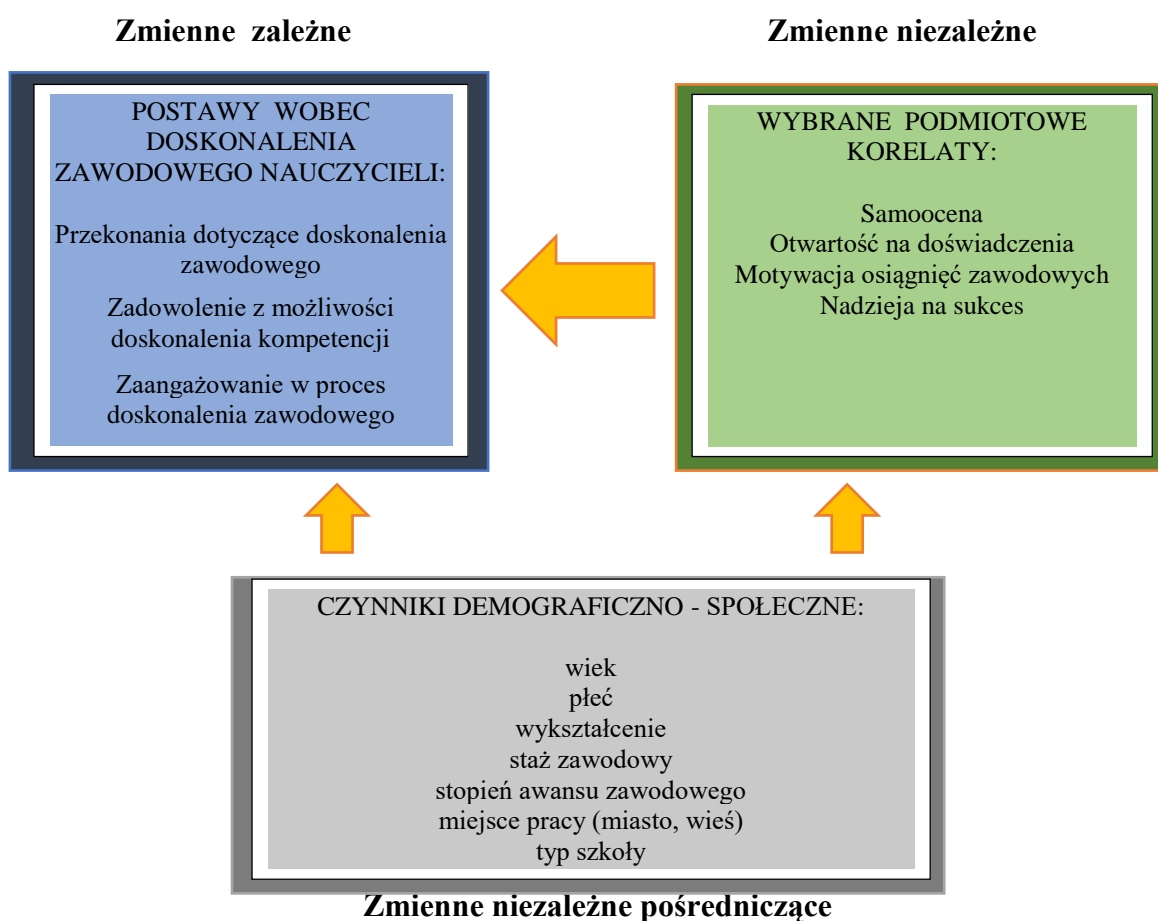 Zmienne zależne
Zmienne niezależne
POSTAWY WOBEC
DOSKONALENIA
ZAWODOWEGO NAUCZYCIELI:
Przekonania dotyczące doskonalenia
zawodowego
Zadowolenie z możliwości
doskonalenia kompetencji
Zaangażowanie w proces
doskonalenia zawodowego
WYBRANE PODMIOTOWE
KORELATY:
Samoocena
Otwartość na doświadczenia
Motywacja osiągnięć zawodowych
Nadzieja na sukces
CZYNNIKI DEMOGRAFICZNO - SPOŁECZNE:
wiek
płeć
wykształcenie
staż zawodowy
stopień awansu zawodowego
miejsce pracy (miasto, wieś)
typ szkoły
Zmienne niezależne pośredniczące